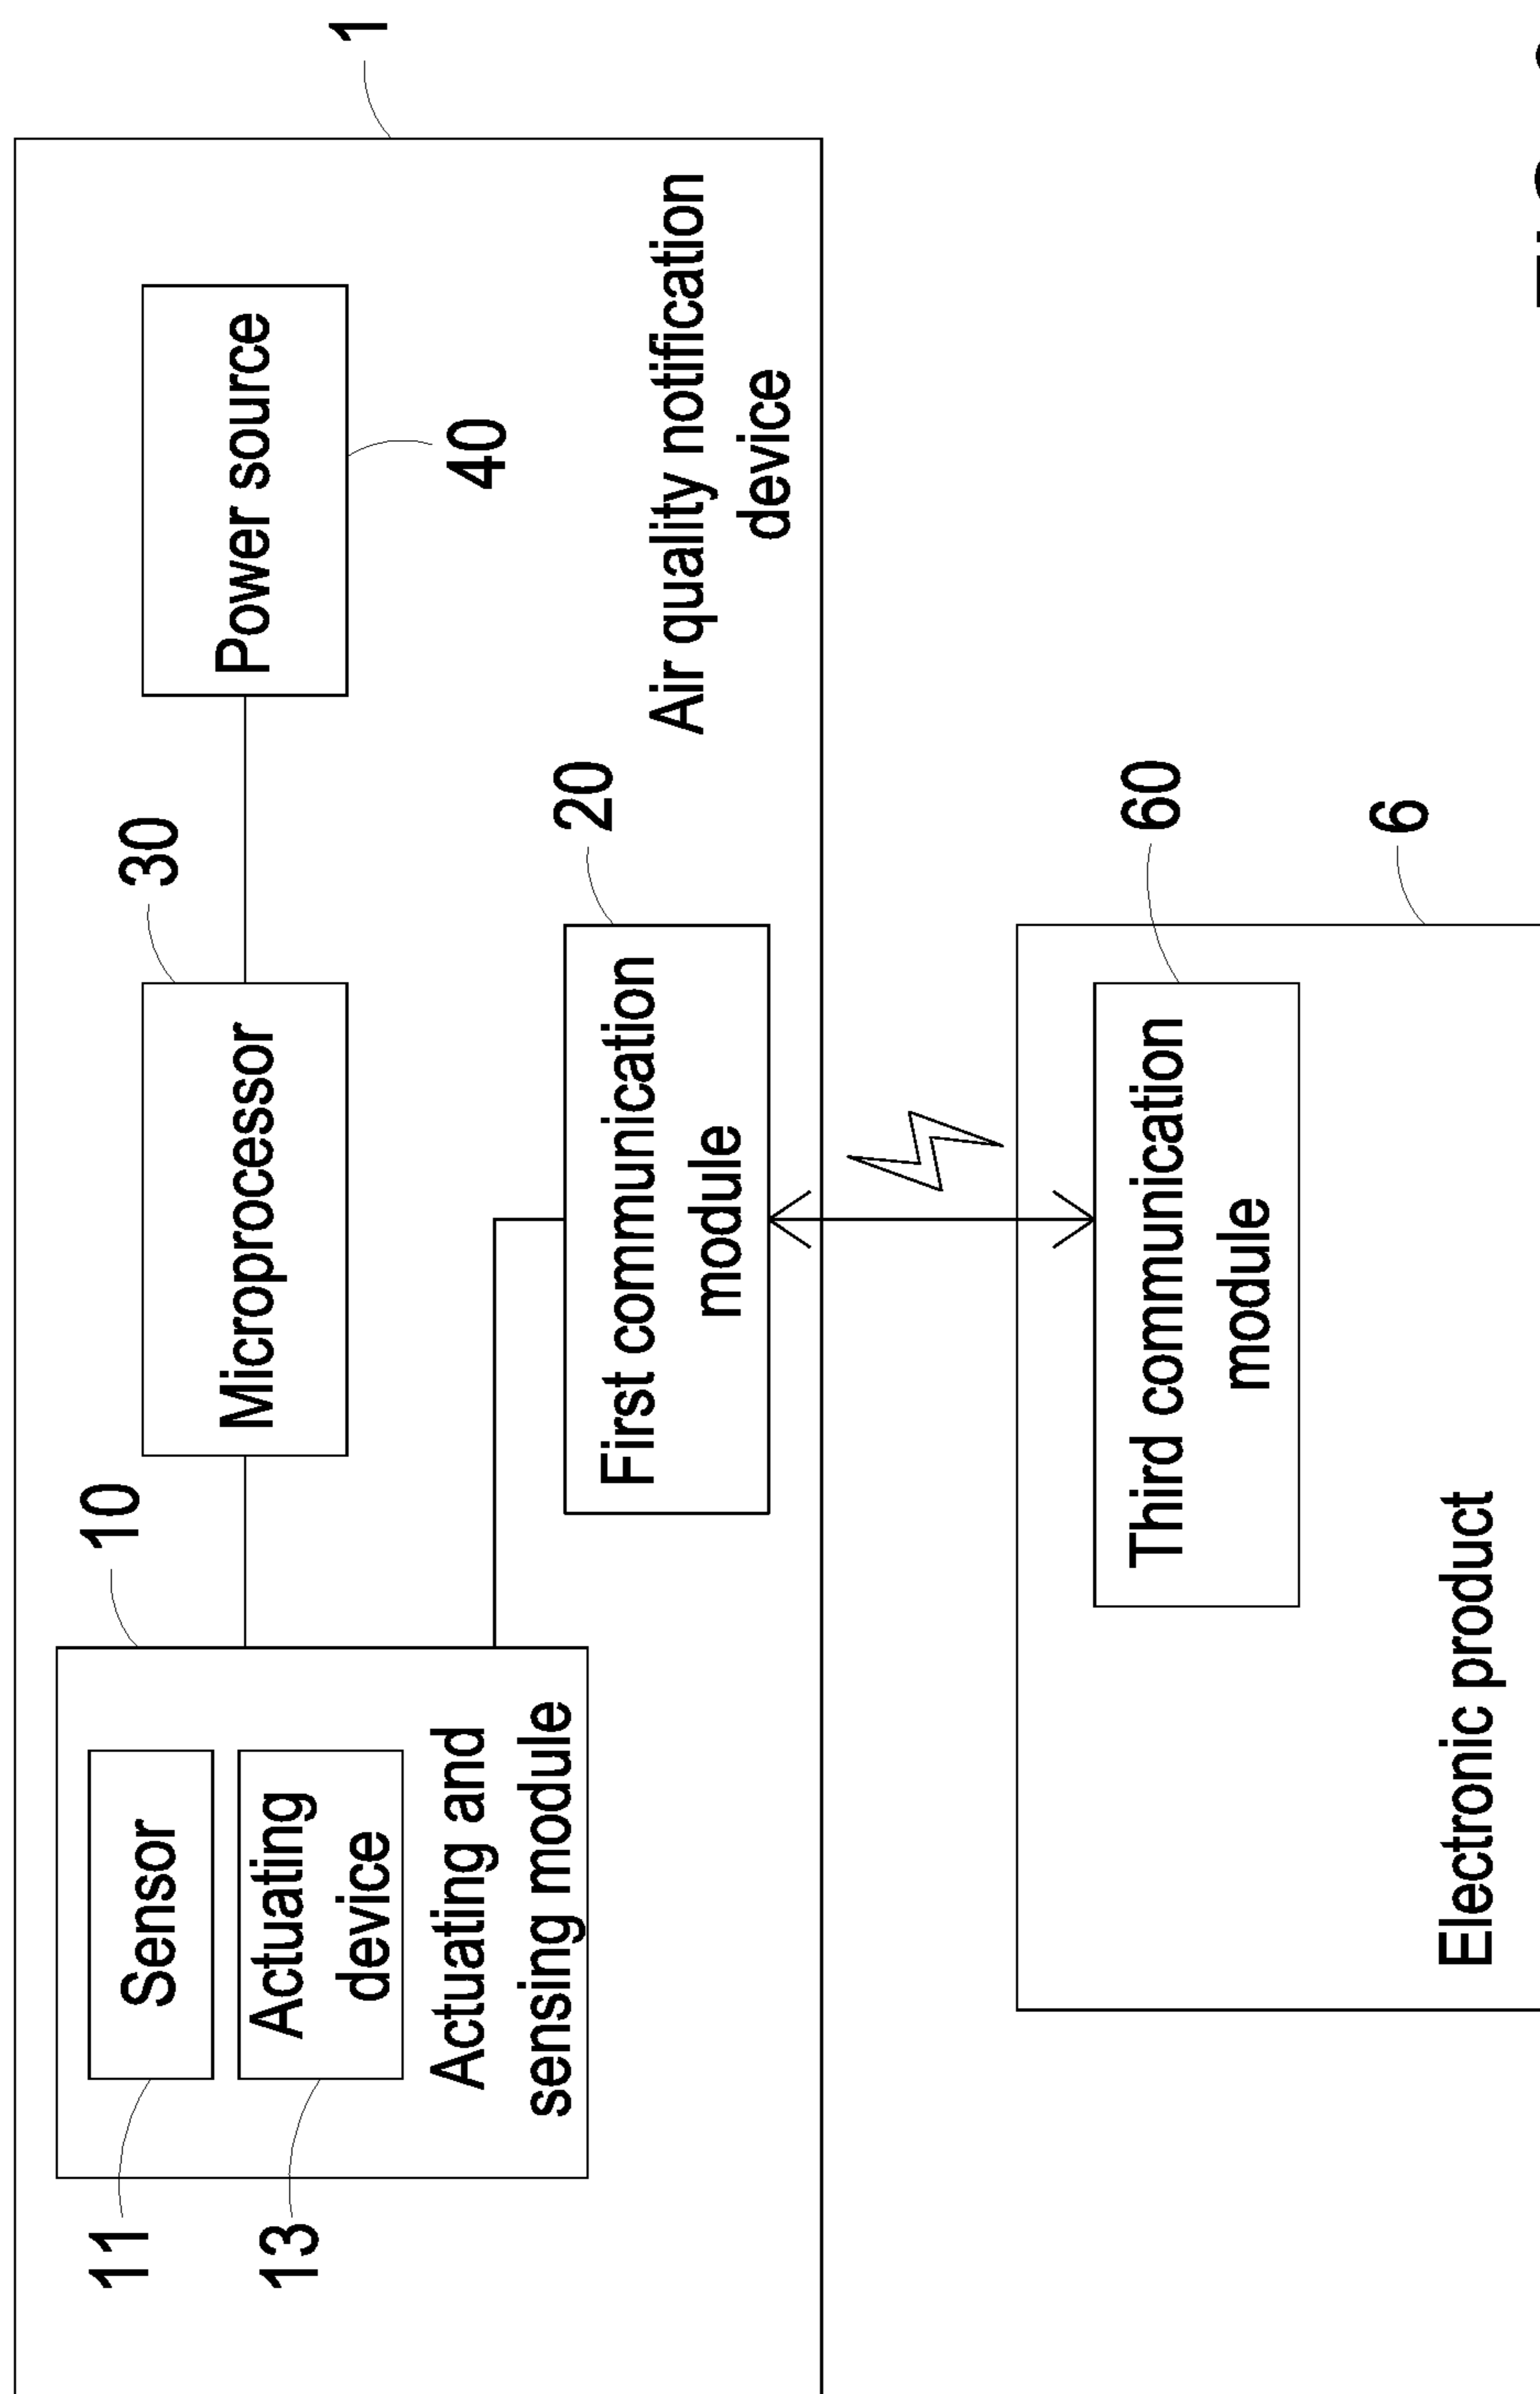 11
Sensor
10
13
Actuating
device
Actuating and
sensing module
30
Microprocessor
Power source
40
1
20
First communication
module
Air quality notification
device
60
Third communication
module
6
Electronic product